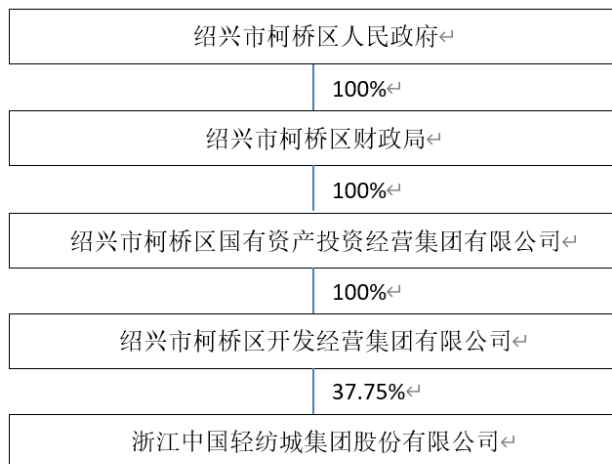 绍兴市柯桥区人民政府↵
100%↵
绍兴市柯桥区财政局↵
100%↵
绍兴市柯桥区国有资产投资经营集团有限公司↵
100%↵
绍兴市柯桥区开发经营集团有限公司↵
37.75%↵
浙江中国轻纺城集团股份有限公司↵